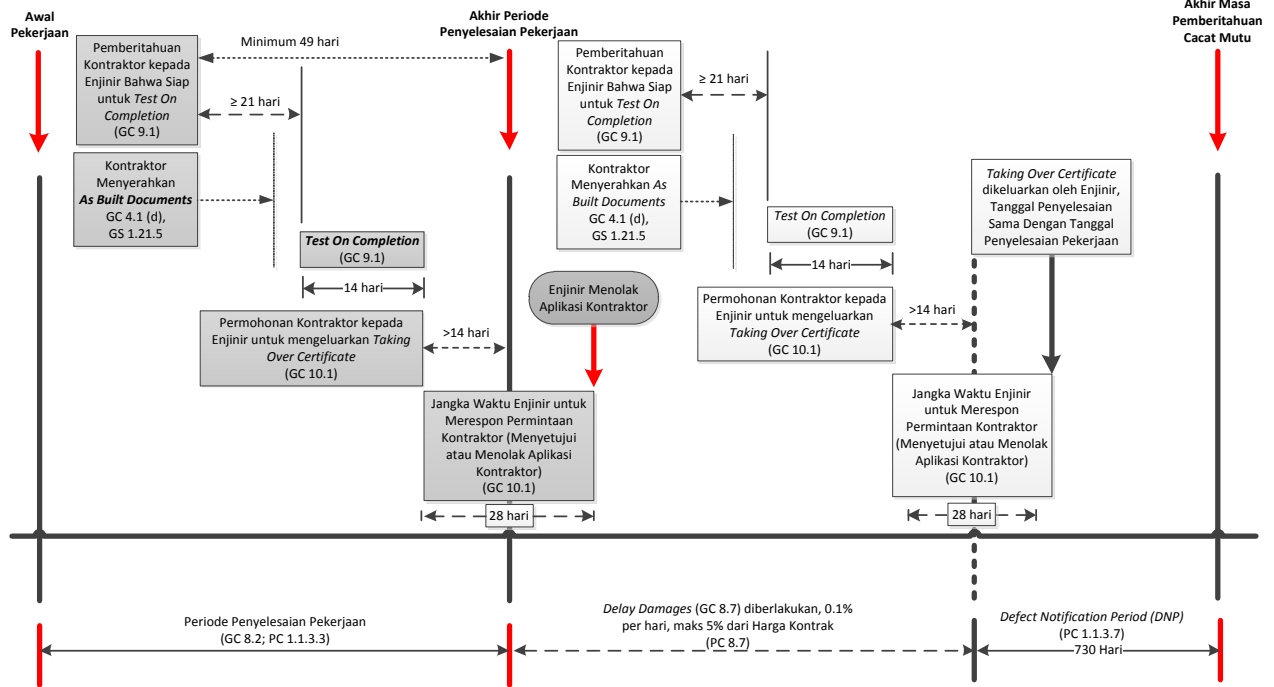 Awal
Pekerjaan
Akhir Periode
Penyelesaian Pekerjaan
Akhir Masa
Pemberitahuan
Cacat Mutu
Pemberitahuan
Kontraktor kepada
Enjinir Bahwa Siap
untuk Test On
Completion
(GC 9.1)
Minimum 49 hari
≥ 21 hari
Kontraktor
Menyerahkan
As Built Documents
GC 4.1 (d),
GS 1.21.5
Test On Completion
(GC 9.1)
14 hari
Permohonan Kontraktor kepada
Enjinir untuk mengeluarkan Taking
Over Certificate
(GC 10.1)
>14 hari
Enjinir Menolak
Aplikasi Kontraktor
Jangka Waktu Enjinir untuk
Merespon Permintaan
Kontraktor (Menyetujui
atau Menolak Aplikasi
Kontraktor)
(GC 10.1)
28 hari
Pemberitahuan
Kontraktor kepada
Enjinir Bahwa Siap
untuk Test On
Completion
(GC 9.1)
≥ 21 hari
Kontraktor
Menyerahkan As
Built Documents
GC 4.1 (d),
GS 1.21.5
Test On Completion
(GC 9.1)
14 hari
Permohonan Kontraktor kepada
Enjinir untuk mengeluarkan
Taking Over Certificate
(GC 10.1)
>14 hari
Taking Over Certificate
dikeluarkan oleh Enjinir,
Tanggal Penyelesaian
Sama Dengan Tanggal
Penyelesaian Pekerjaan
Jangka Waktu Enjinir
untuk Merespon
Permintaan Kontraktor
(Menyetujui atau Menolak
Aplikasi Kontraktor)
(GC 10.1)
28 hari
Periode Penyelesaian Pekerjaan
(GC 8.2; PC 1.1.3.3)
Delay Damages (GC 8.7) diberlakukan, 0.1%
per hari, maks 5% dari Harga Kontrak
(PC 8.7)
Defect Notification Period (DNP)
(PC 1.1.3.7)
730 Hari